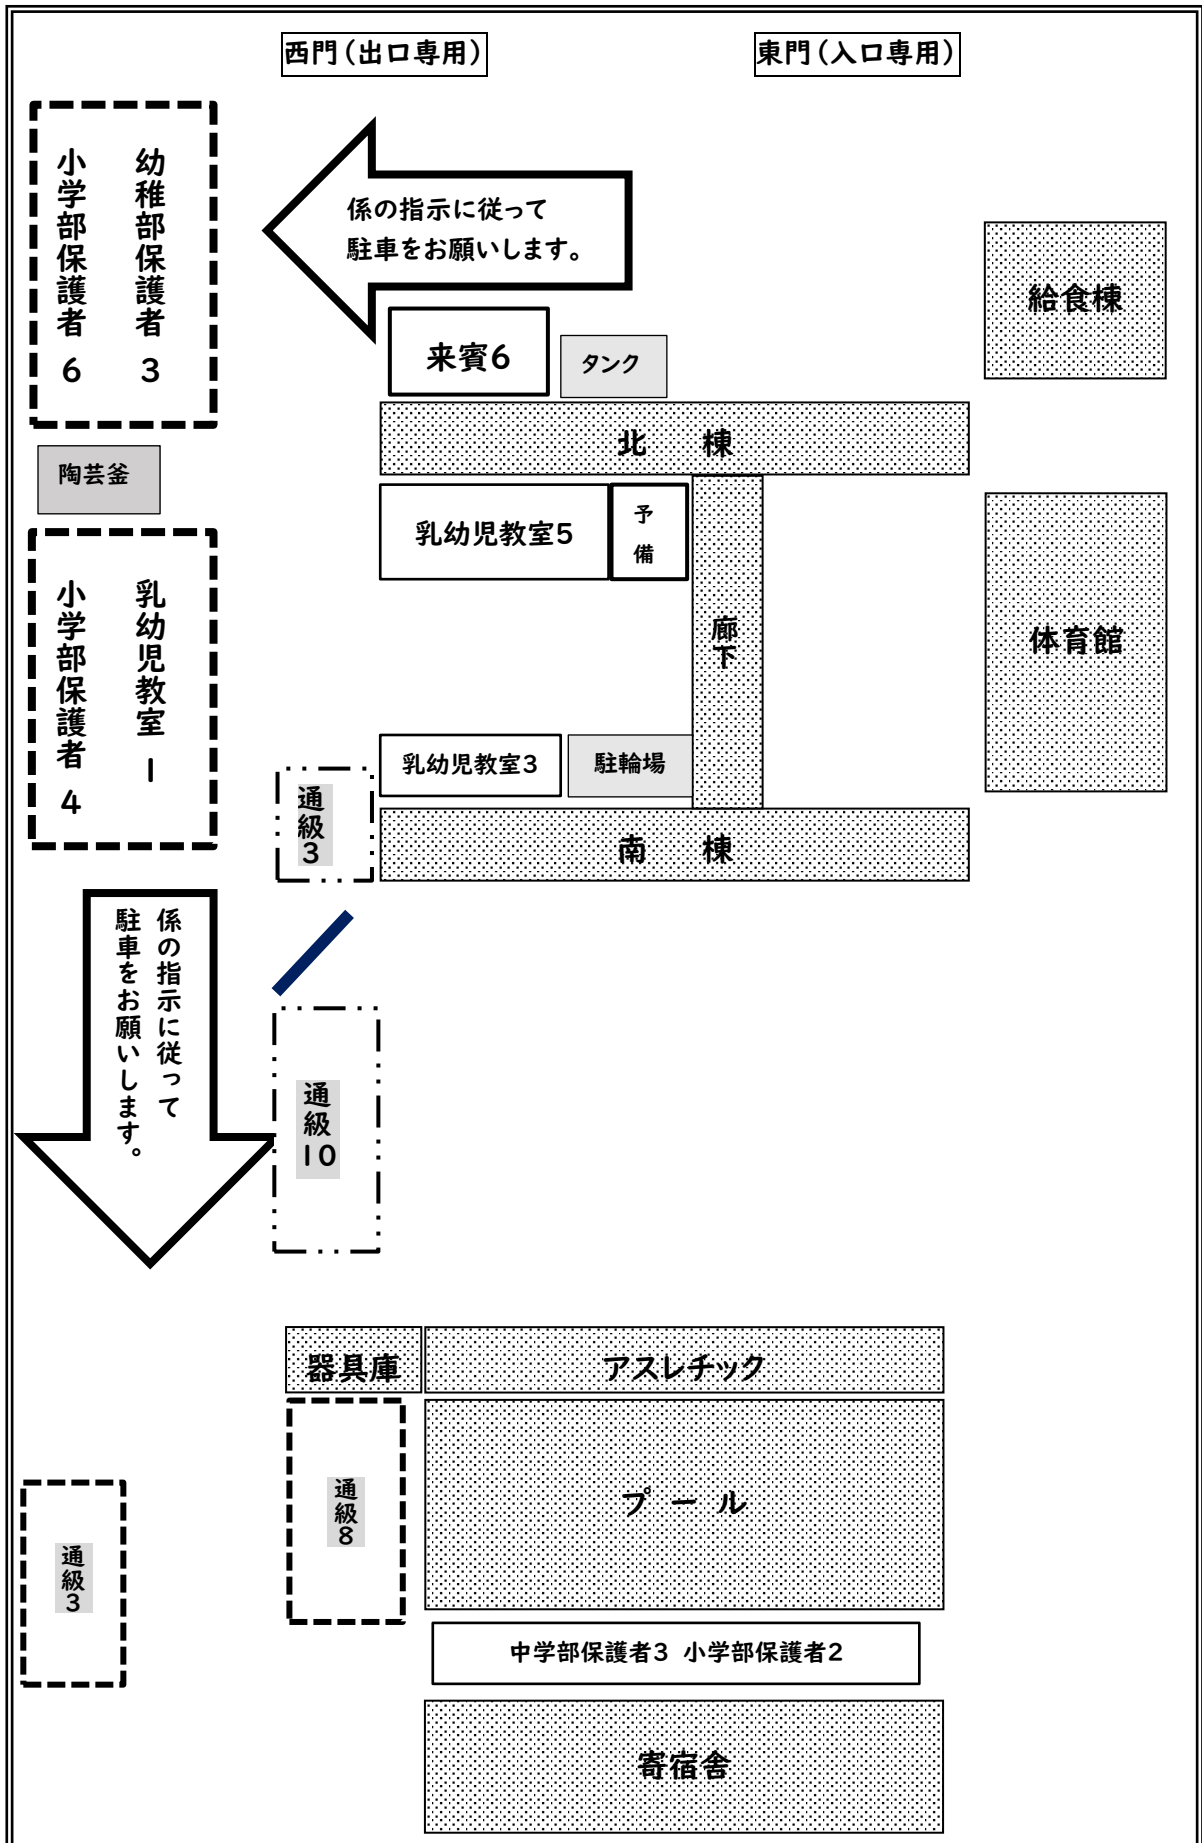 西門(出口専用)
東門(入口専用)
幼稚部保護者 3
小学部保護者 6
係の指示に従って
駐車をお願いします。
給食棟
来賓6
タンク
北 棟
陶芸釜
乳幼児教室5
予
備
乳幼児教室 1
小学部保護者 4
廊下
体育館
乳幼児教室3
駐輪場
通級3
南 棟
係の指示に従って
駐車をお願いします。
通級10
器具庫
アスレチック
通級8
プール
通級3
中学部保護者3 小学部保護者2
寄宿舎